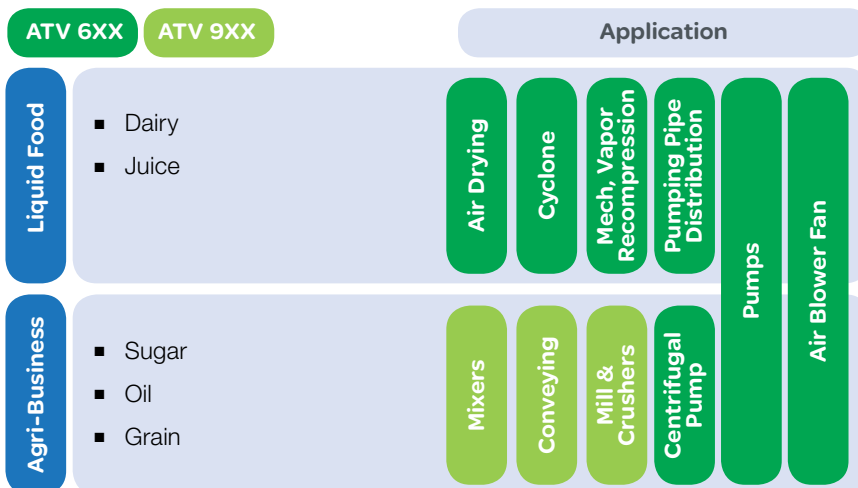 ATV 6XX
ATV 9XX
Application
Liquid Food
■ Dairy
■ Juice
Air Drying
Cyclone
Mech, Vapor
Recompression
Pumping Pipe
Distribution
Pumps
Air Blower Fan
Agri-Business
■ Sugar
■ Oil
■ Grain
Mixers
Conveying
Mill &
Crushers
Centrifugal
Pump